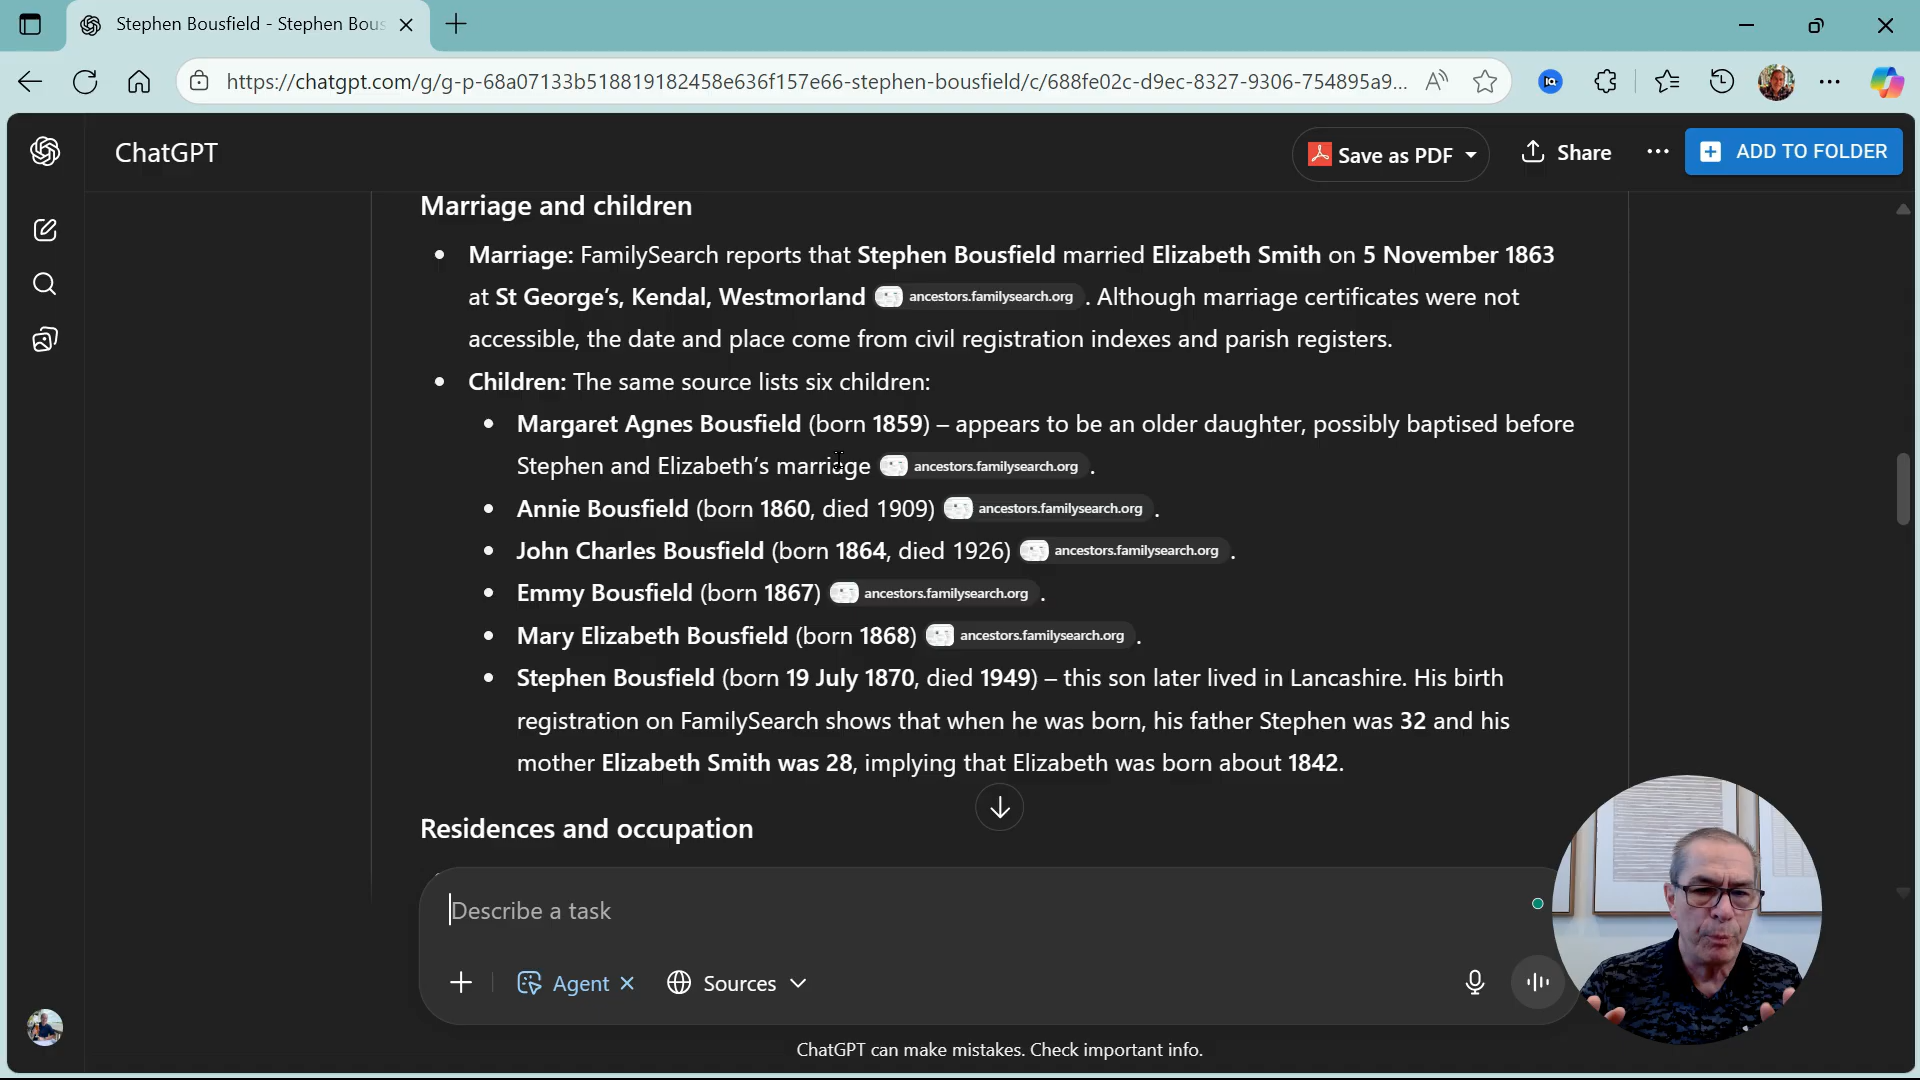 Stephen Bousfield - Stephen Bous
https://chatgpt.com/g/g-p-68a07133b518819182458e636f157e66-stephen-bousfield/c/688fe02c-d9ec-8327-9306-754895a9...
ChatGPT
Save as PDF
Share
ADD TO FOLDER
Marriage and children
• Marriage: FamilySearch reports that Stephen Bousfield married Elizabeth Smith on 5 November 1863
at St George's, Kendal, Westmorland ancestors.familysearch.org . Although marriage certificates were not
accessible, the date and place come from civil registration indexes and parish registers.
• Children: The same source lists six children:
• Margaret Agnes Bousfield (born 1859) – appears to be an older daughter, possibly baptised before
Stephen and Elizabeth's marriage ancestors.familysearch.org .
• Annie Bousfield (born 1860, died 1909) ancestors.familysearch.org .
• John Charles Bousfield (born 1864, died 1926) ancestors.familysearch.org .
• Emmy Bousfield (born 1867) ancestors.familysearch.org .
• Mary Elizabeth Bousfield (born 1868) ancestors.familysearch.org .
• Stephen Bousfield (born 19 July 1870, died 1949) – this son later lived in Lancashire. His birth
registration on FamilySearch shows that when he was born, his father Stephen was 32 and his
mother Elizabeth Smith was 28, implying that Elizabeth was born about 1842.
Residences and occupation
Describe a task
Agent
Sources
ChatGPT can make mistakes. Check important info.